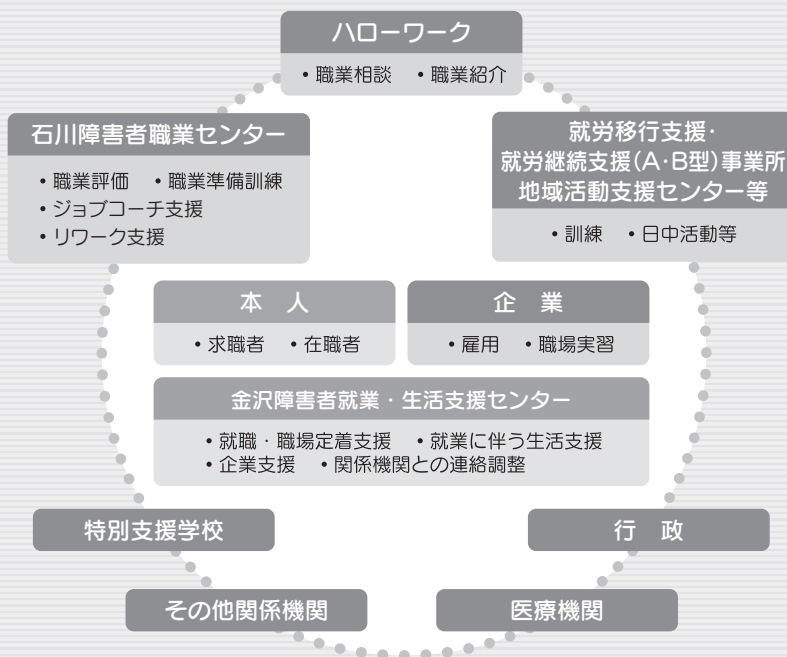 ハローワーク
・職業相談 ・職業紹介
石川障害者職業センター
・職業評価 ・職業準備訓練
・ジョブコーチ支援
・リワーク支援
就労移行支援・
就労継続支援(A・B型)事業所
地域活動支援センター等
・訓練 ・日中活動等
本 人
・求職者 ・在職者
企 業
・雇用 ・職場実習
金沢障害者就業・生活支援センター
・就職・職場定着支援 ・就業に伴う生活支援
・企業支援 ・関係機関との連絡調整
特別支援学校
行 政
その他関係機関
医療機関